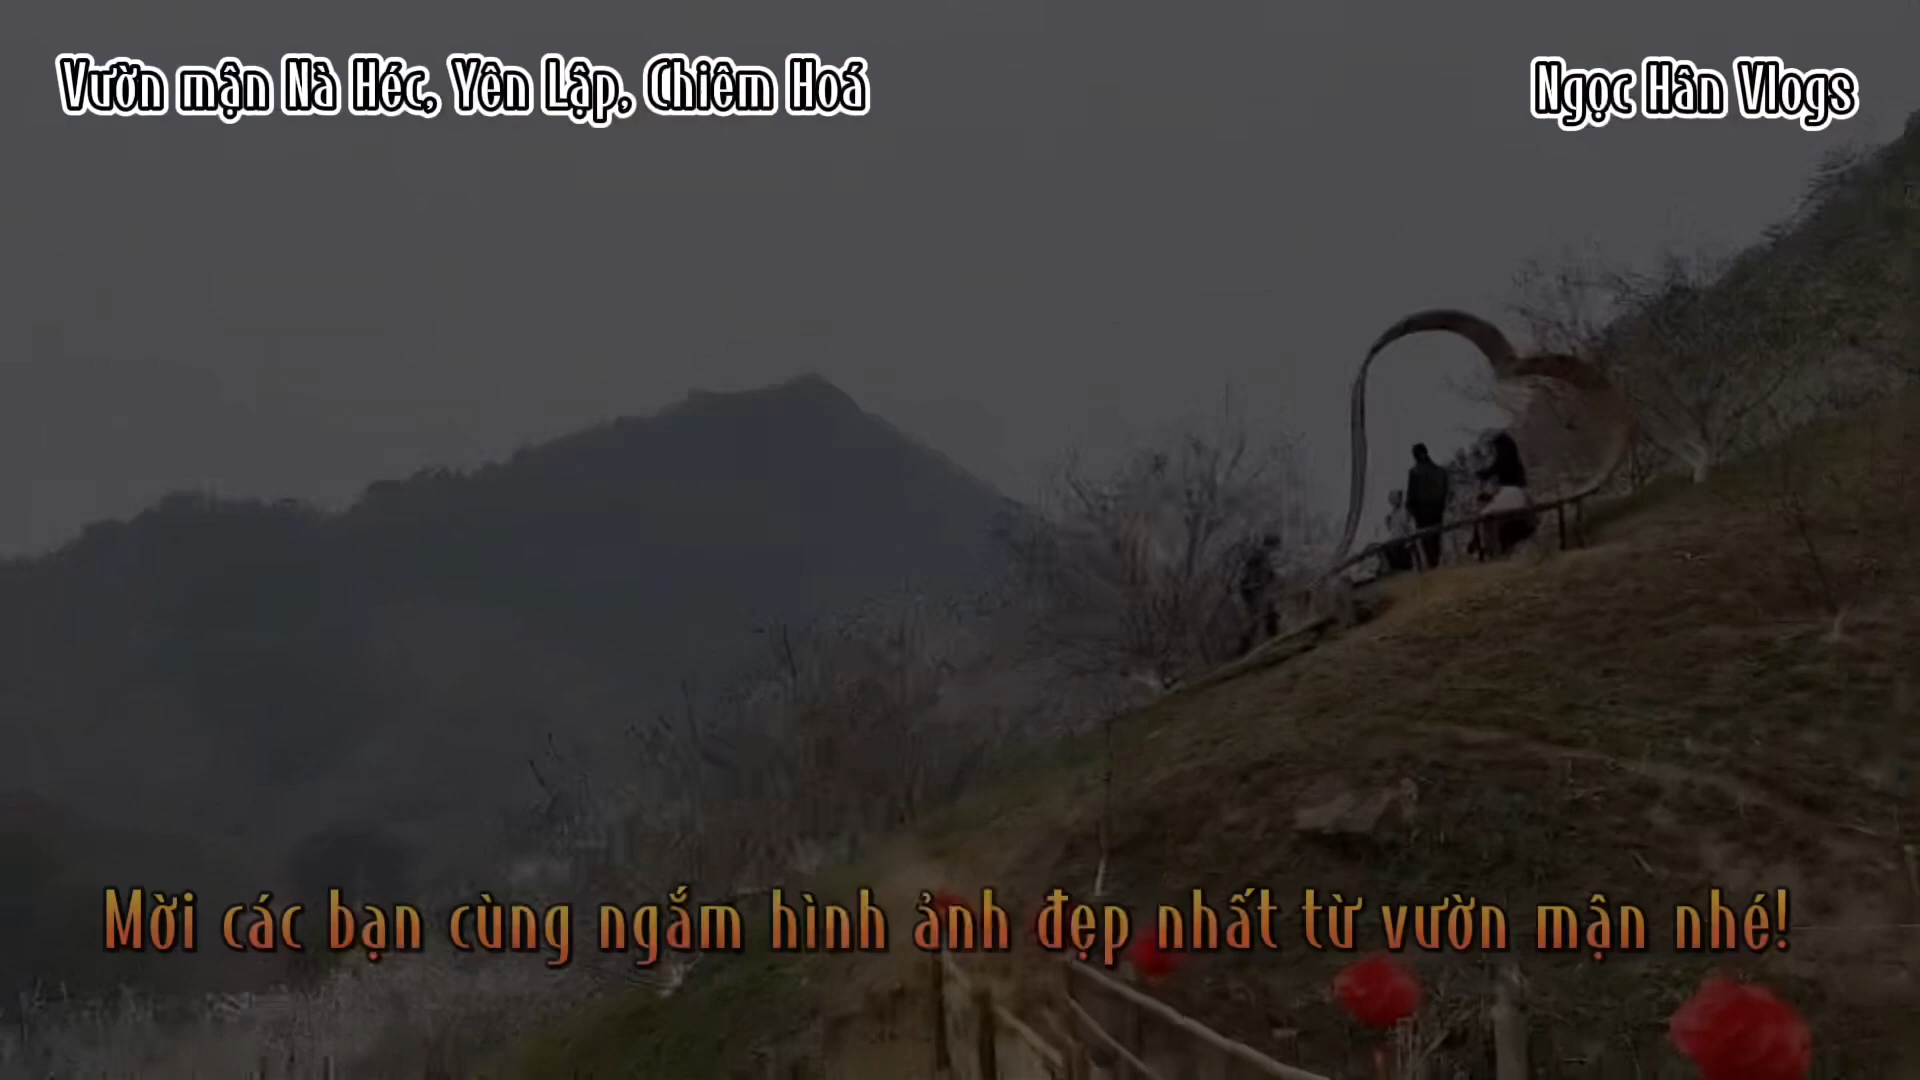 Vườn mận Nà Héc, Yên Lập, Chiêm Hoá
Ngọc Hân Vlogs
Mời các bạn cùng ngắm hình ảnh đẹp nhất từ vườn mận nhé!